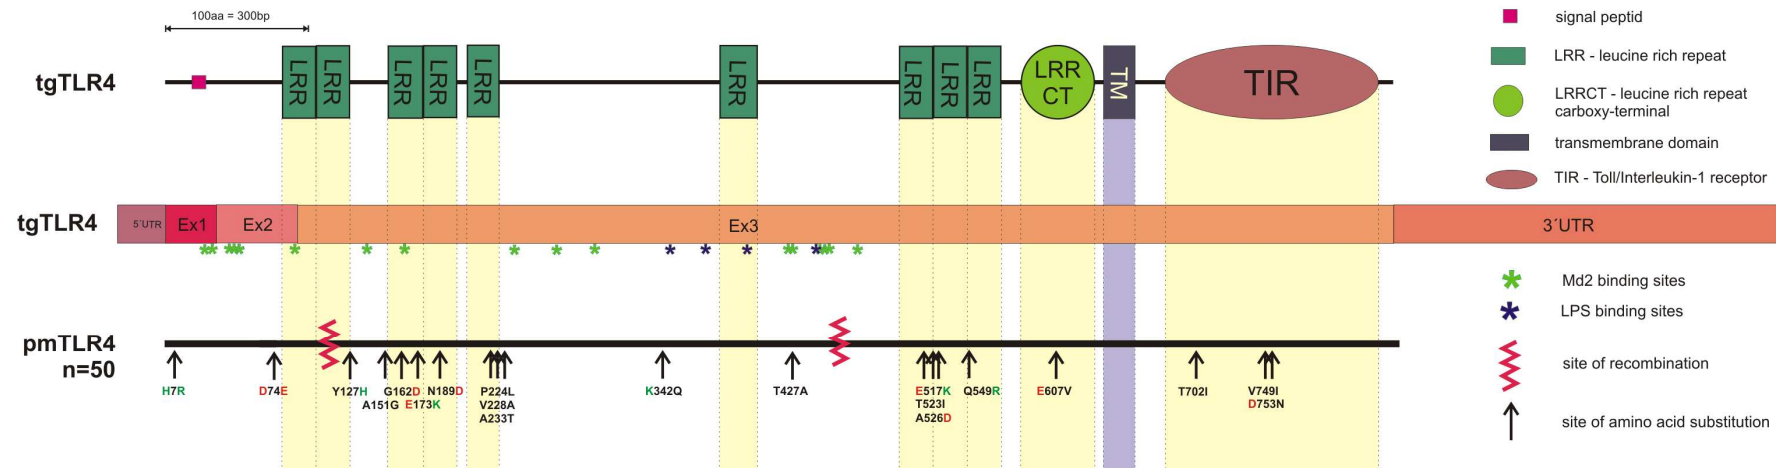 100aa = 300bp
tgTLR4
LRR
LRR
LRR
LRR
LRR
LRR
LRR
LRR
LRR
LRR
CT
TM
TIR
signal peptid
LRR - leucine rich repeat
LRRCT - leucine rich repeat
carboxy-terminal
transmembrane domain
TIR - Toll/Interleukin-1 receptor
tgTLR4
5´UTR
Ex1
Ex2
Ex3
3´UTR
* Md2 binding sites
* LPS binding sites
site of recombination
site of amino acid substitution
pmTLR4
n=50
H7R
D74E
Y127H
A151G
G162D
E173K
N189D
P224L
V228A
A233T
K342Q
T427A
E517K
T523I
A526D
Q549R
E607V
T702I
V749I
D753N